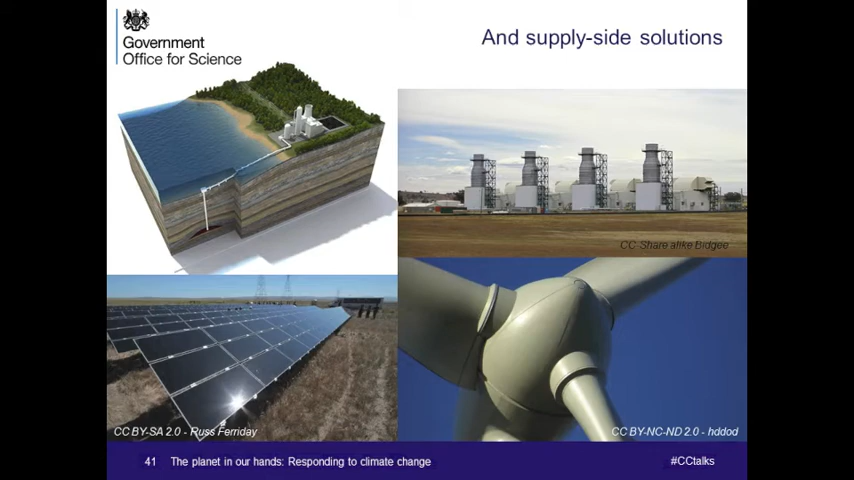 And supply-side solutions
Government
Office for Science
CC-Share alike Bidgee
CC BY-SA 2.0 - Russ Ferriday
CC BY-NC-ND 2.0 - hddod
41 The planet in our hands: Responding to climate change
#CCtalks